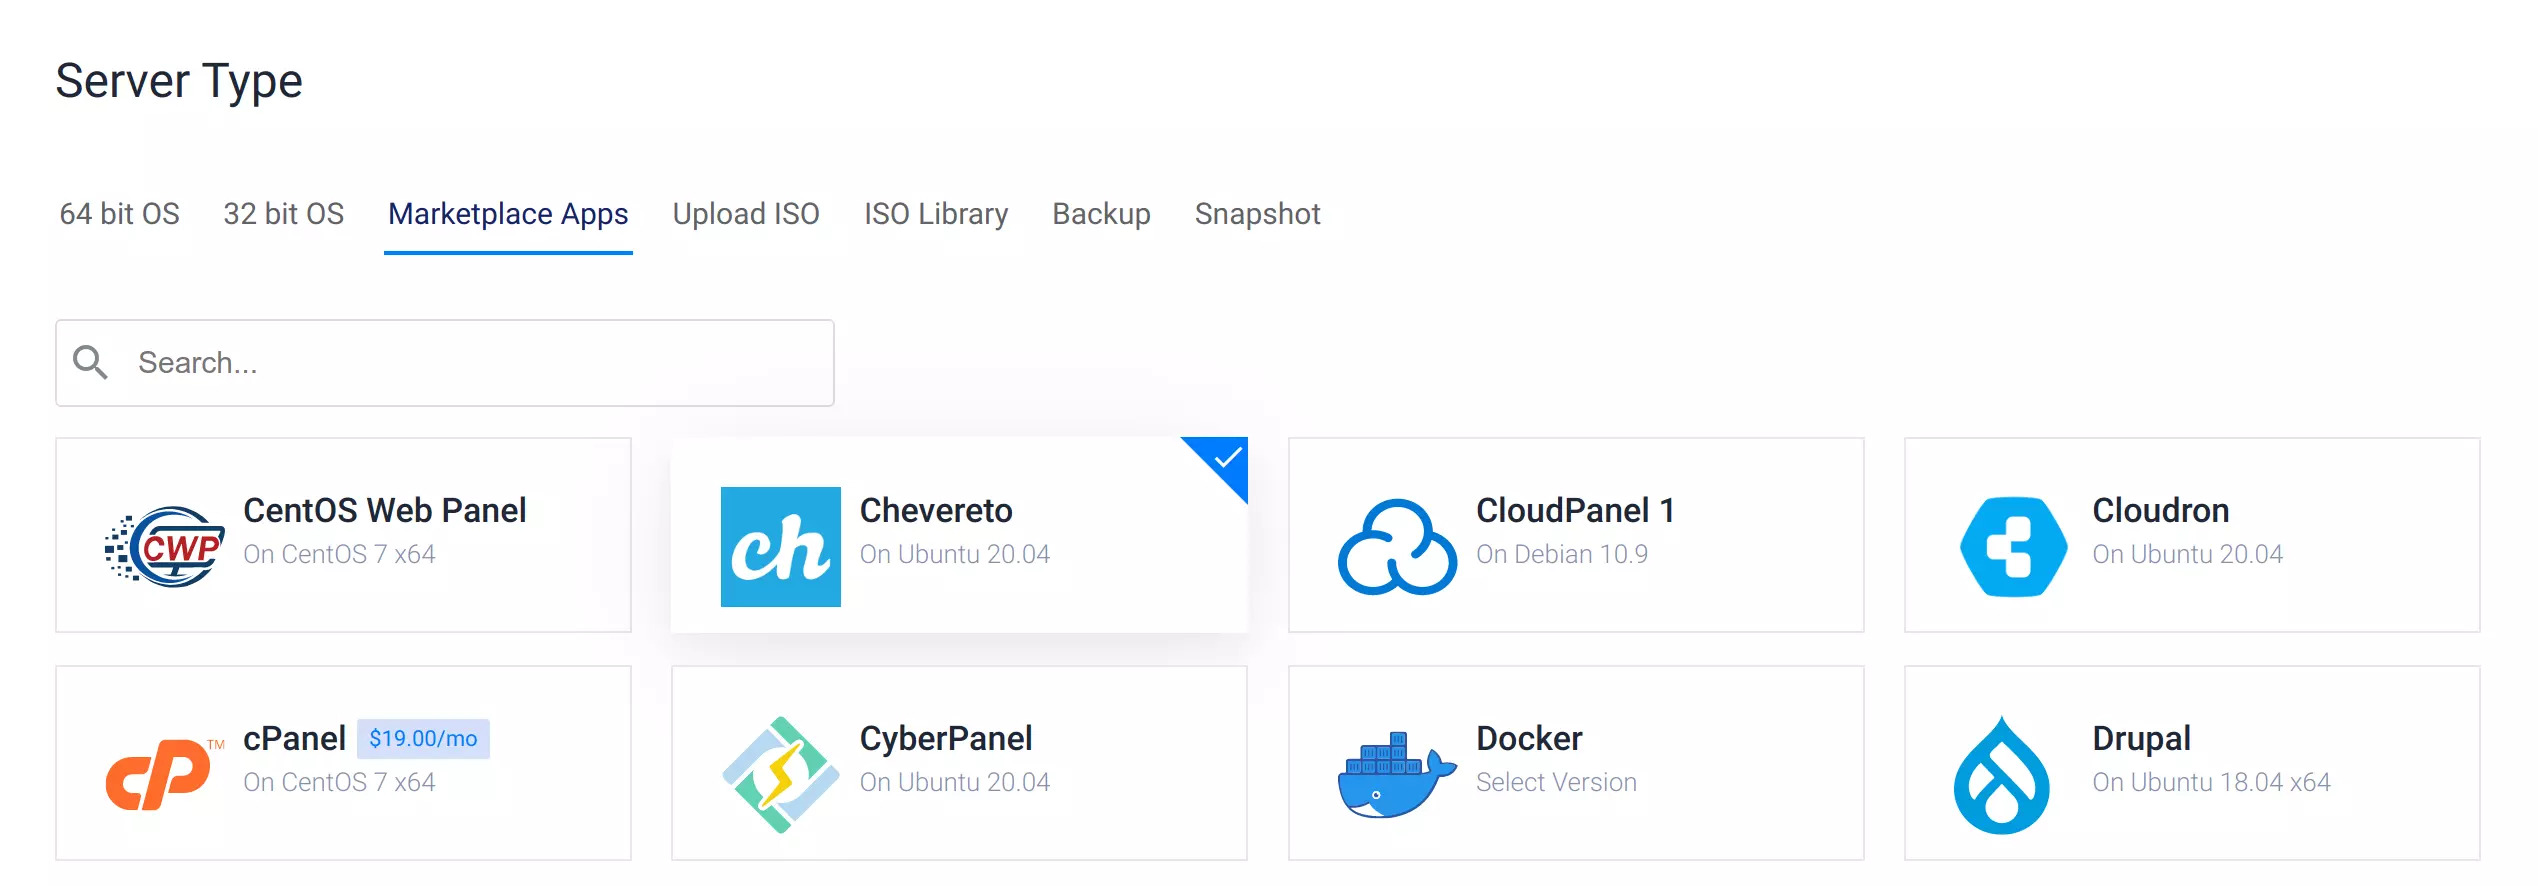 Server Type
64 bit OS 32 bit OS Marketplace Apps Upload ISO ISO Library Backup Snapshot
Search...
CWP
CentOS Web Panel
On CentOS 7 x64
ch
Chevereto
On Ubuntu 20.04
CloudPanel 1
On Debian 10.9
Cloudron
On Ubuntu 20.04
cP™
cPanel $19.00/mo
On CentOS 7 x64
CyberPanel
On Ubuntu 20.04
Docker
Select Version
Drupal
On Ubuntu 18.04 x64